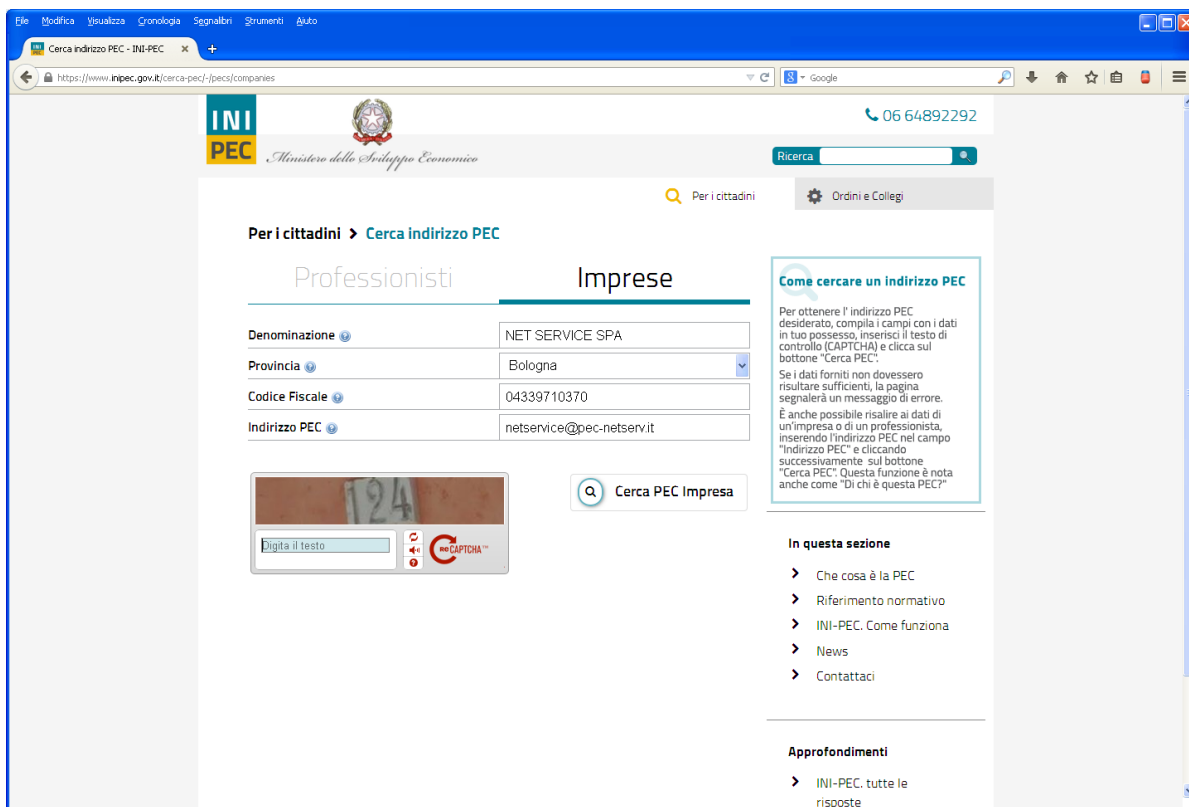 File Modifica Visualizza Cronologia Segnalibri Strumenti Aiuto
Cerca indirizzo PEC - INI-PEC
https://www.inipec.gov.it/cerca-pec/-/pecs/companies
Google
INI
PEC
Ministero dello Sviluppo Economico
06 64892292
Ricerca
Per i cittadini
Ordini e Collegi
Per i cittadini > Cerca indirizzo PEC
Professionisti
Imprese
Denominazione
NET SERVICE SPA
Provincia
Bologna
Codice Fiscale
04339710370
Indirizzo PEC
netservice@pec-netserv.it
124
Digita il testo
RECAPTCHA™
Cerca PEC Impresa
Come cercare un indirizzo PEC
Per ottenere l' indirizzo PEC
desiderato, compila i campi con i dati
in tuo possesso, inserisci il testo di
controllo (CAPTCHA) e clicca sul
bottone "Cerca PEC".
Se i dati forniti non dovessero
risultare sufficienti, la pagina
segnalerà un messaggio di errore.
È anche possibile risalire ai dati di
un'impresa o di un professionista,
inserendo l'indirizzo PEC nel campo
"Indirizzo PEC" e cliccando
successivamente sul bottone
"Cerca PEC". Questa funzione è nota
anche come "Di chi è questa PEC?"
In questa sezione
Che cosa è la PEC
Riferimento normativo
INI-PEC. Come funziona
News
Contattaci
Approfondimenti
INI-PEC. tutte le
risposte